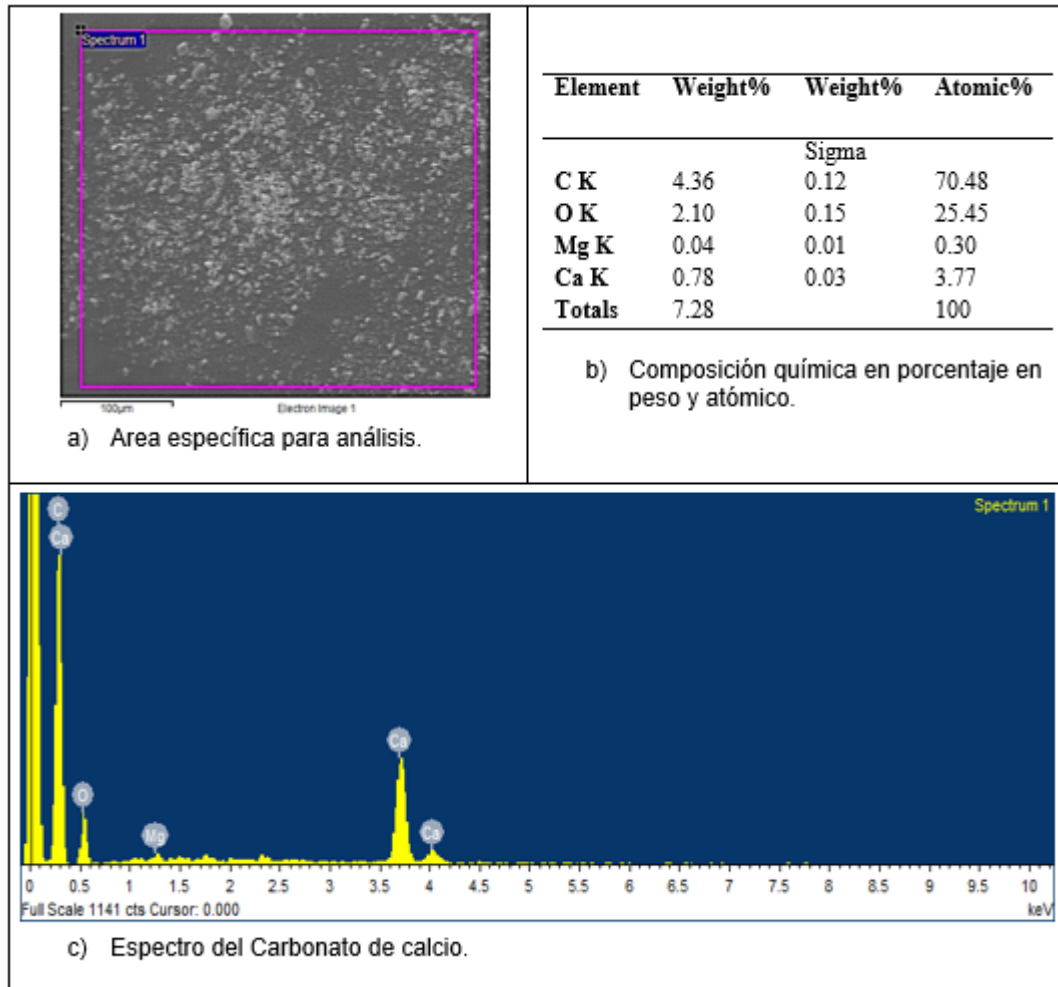 Spectrum 1
100µm
Electron Image 1
a) Area específica para análisis.
Element Weight% Weight% Atomic%
Sigma
C K 4.36 0.12 70.48
O K 2.10 0.15 25.45
Mg K 0.04 0.01 0.30
Ca K 0.78 0.03 3.77
Totals 7.28 100
b) Composición química en porcentaje en
peso y atómico.
Spectrum 1
C
Ca
O
Mg
Ca
Ca
0 0.5 1 1.5 2 2.5 3 3.5 4 4.5 5 5.5 6 6.5 7 7.5 8 8.5 9 9.5 10
Full Scale 1141 cts Cursor: 0.000 keV
c) Espectro del Carbonato de calcio.